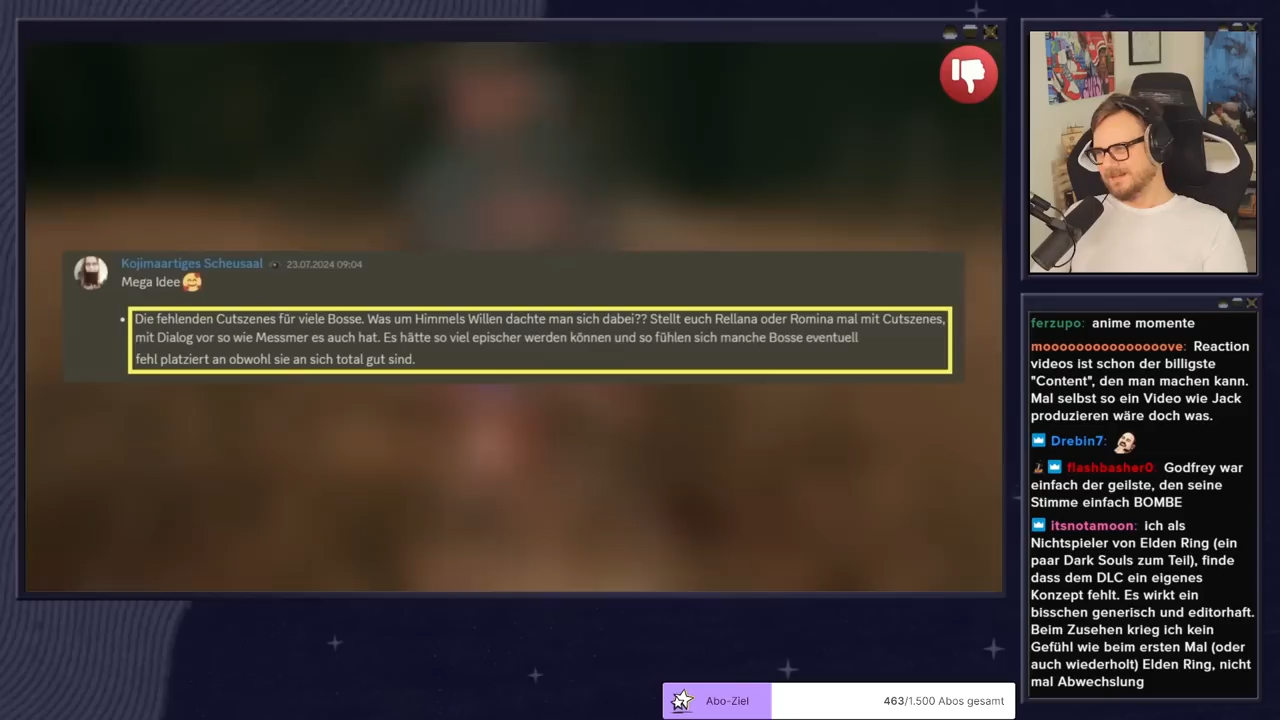 Kojimaartiges Scheusaal 23.07.2024 09:04
Mega Idee
Die fehlenden Cutszenes für viele Bosse. Was um Himmels Willen dachte man sich dabei?? Stellt euch Rellana oder Romina mal mit Cutszenes,
mit Dialog vor so wie Messmer es auch hat. Es hätte so viel epischer werden können und so fühlen sich manche Bosse eventuell
fehl platziert an obwohl sie an sich total gut sind.
ferzupo: anime momente
mooooooooooooooove: Reaction
videos ist schon der billigste
"Content", den man machen kann.
Mal selbst so ein Video wie Jack
produzieren wäre doch was.
Drebin7:
flashbasher0: Godfrey war
einfach der geilste, den seine
Stimme einfach BOMBE
itsnotamoon: ich als
Nichtspieler von Elden Ring (ein
paar Dark Souls zum Teil), finde
dass dem DLC ein eigenes
Konzept fehlt. Es wirkt ein
bisschen generisch und editorhaft.
Beim Zusehen krieg ich kein
Gefühl wie beim ersten Mal (oder
auch wiederholt) Elden Ring, nicht
mal Abwechslung
Abo-Ziel 463/1.500 Abos gesamt